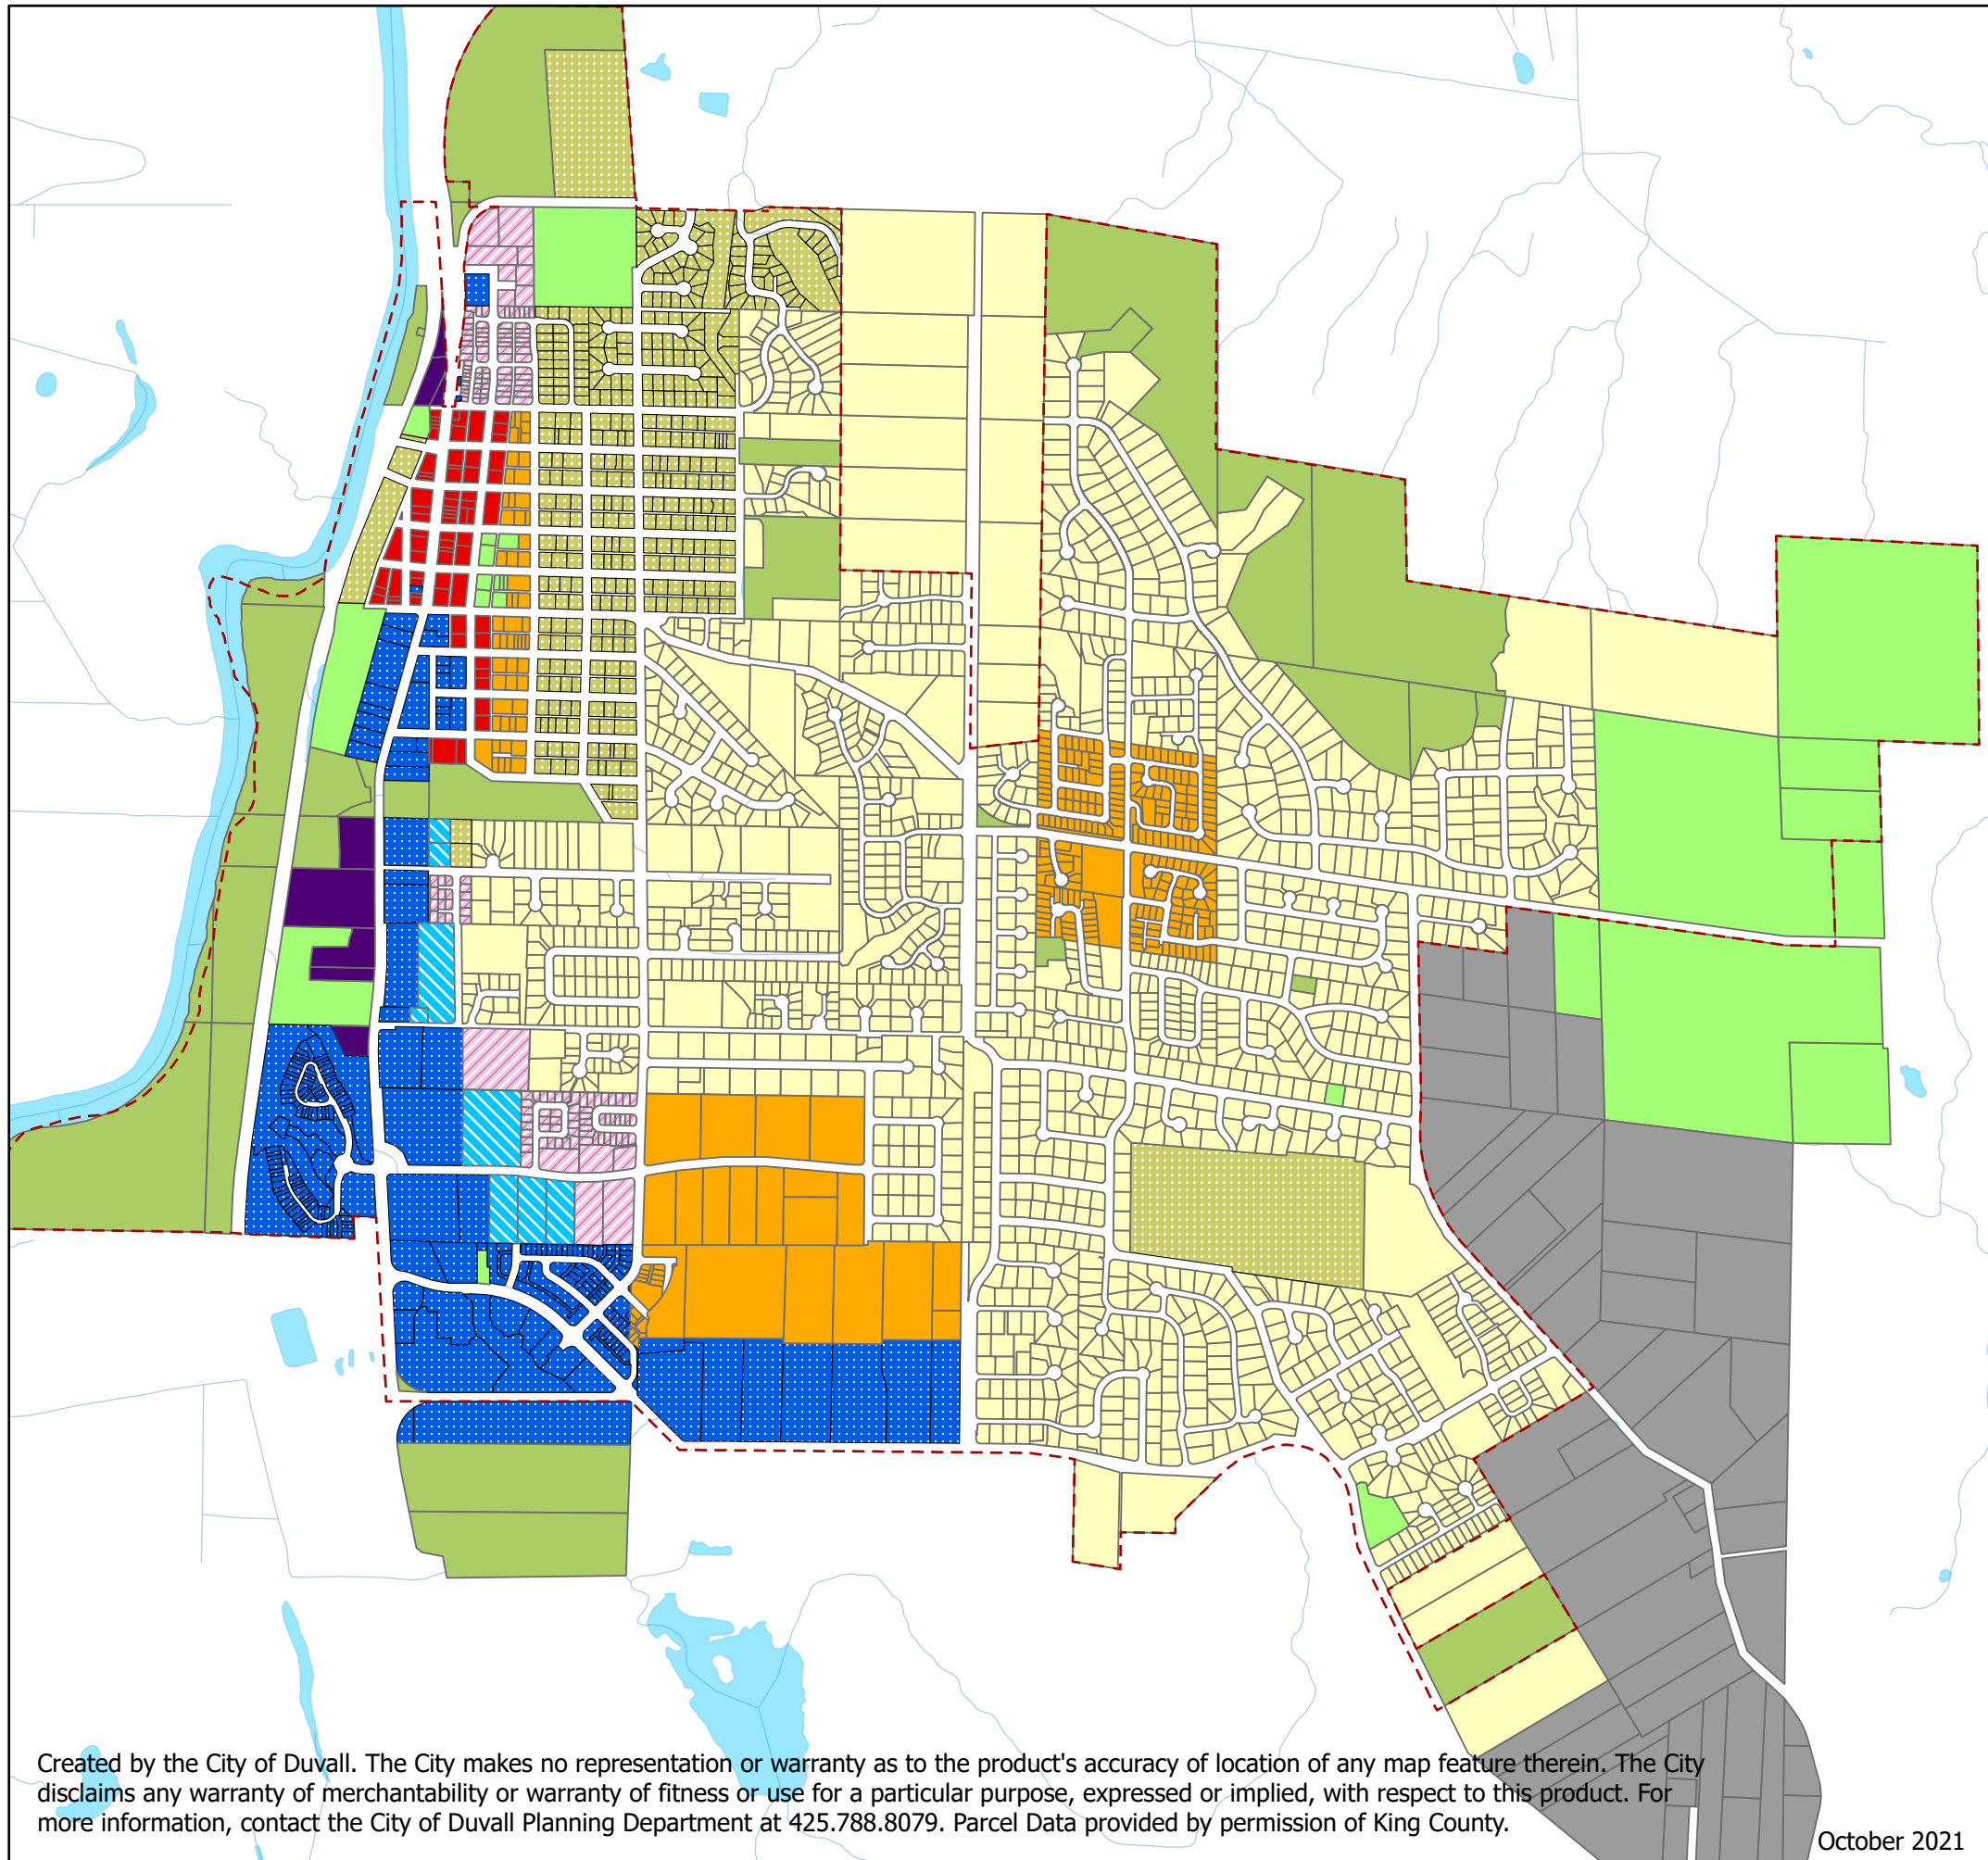 Created by the City of Duvall. The City makes no representation or warranty as to the product's accuracy of location of any map feature therein. The City
disclaims any warranty of merchantability or warranty of fitness of use for a particular purpose, expressed or implied, with respect to this product. For
more information, contact the City of Duvall Planning Department at 425.788.8079. Parcel Data provided by permission of King County.
October 2021